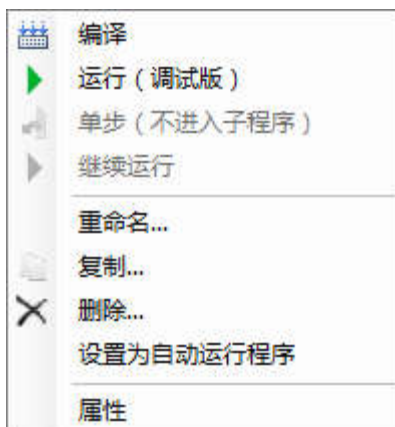 编译
运行（调试版）
单步（不进入子程序）
继续运行
重命名...
复制...
删除...
设置为自动运行程序
属性